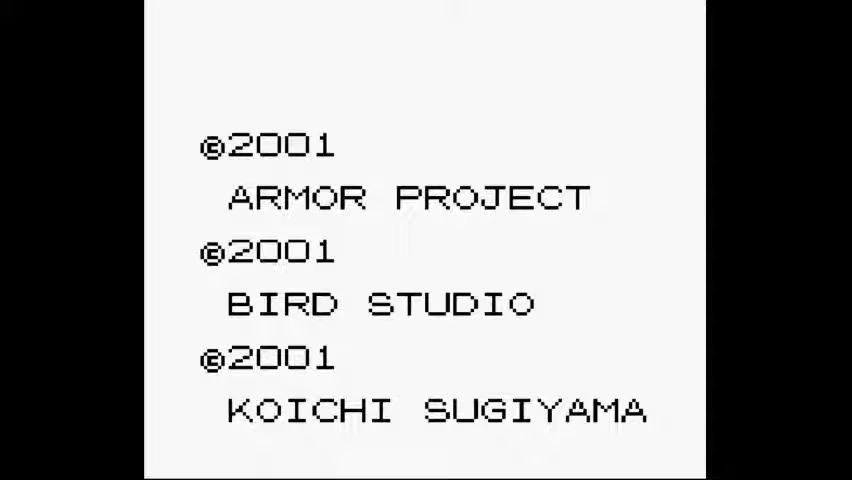 ©2001
ARMOR PROJECT
©2001
BIRD STUDIO
©2001
KOICHI SUGIYAMA